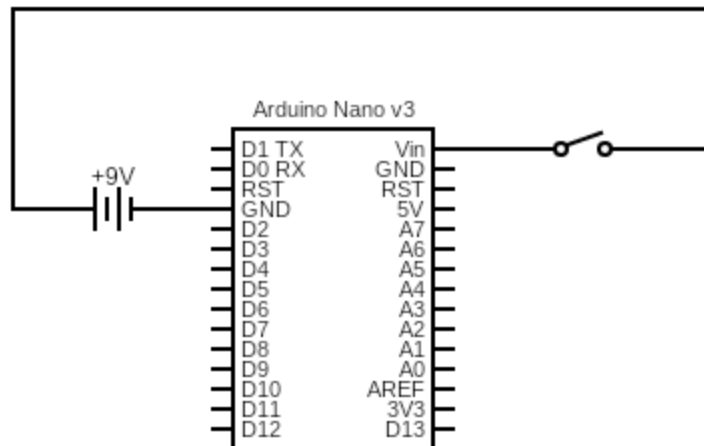 Arduino Nano v3
+9V
D1 TX Vin
D0 RX GND
RST RST
GND 5V
D2 A7
D3 A6
D4 A5
D5 A4
D6 A3
D7 A2
D8 A1
D9 A0
D10 AREF
D11 3V3
D12 D13